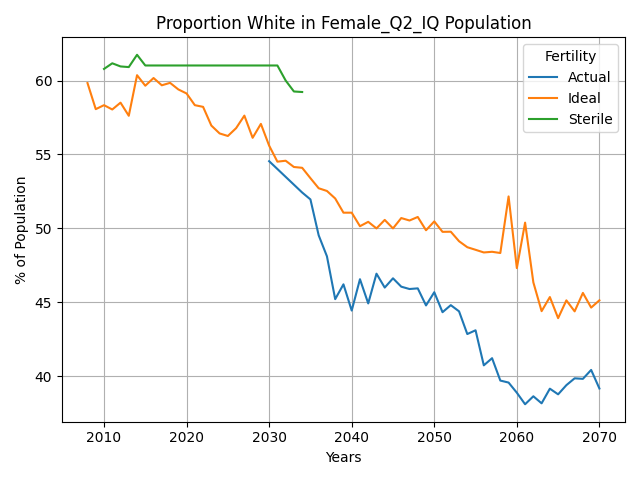 Proportion White in Female_Q2_IQ Population
Fertility
Actual
Ideal
Sterile
% of Population
60
55
50
45
40
2010
2020
2030
2040
2050
2060
2070
Years